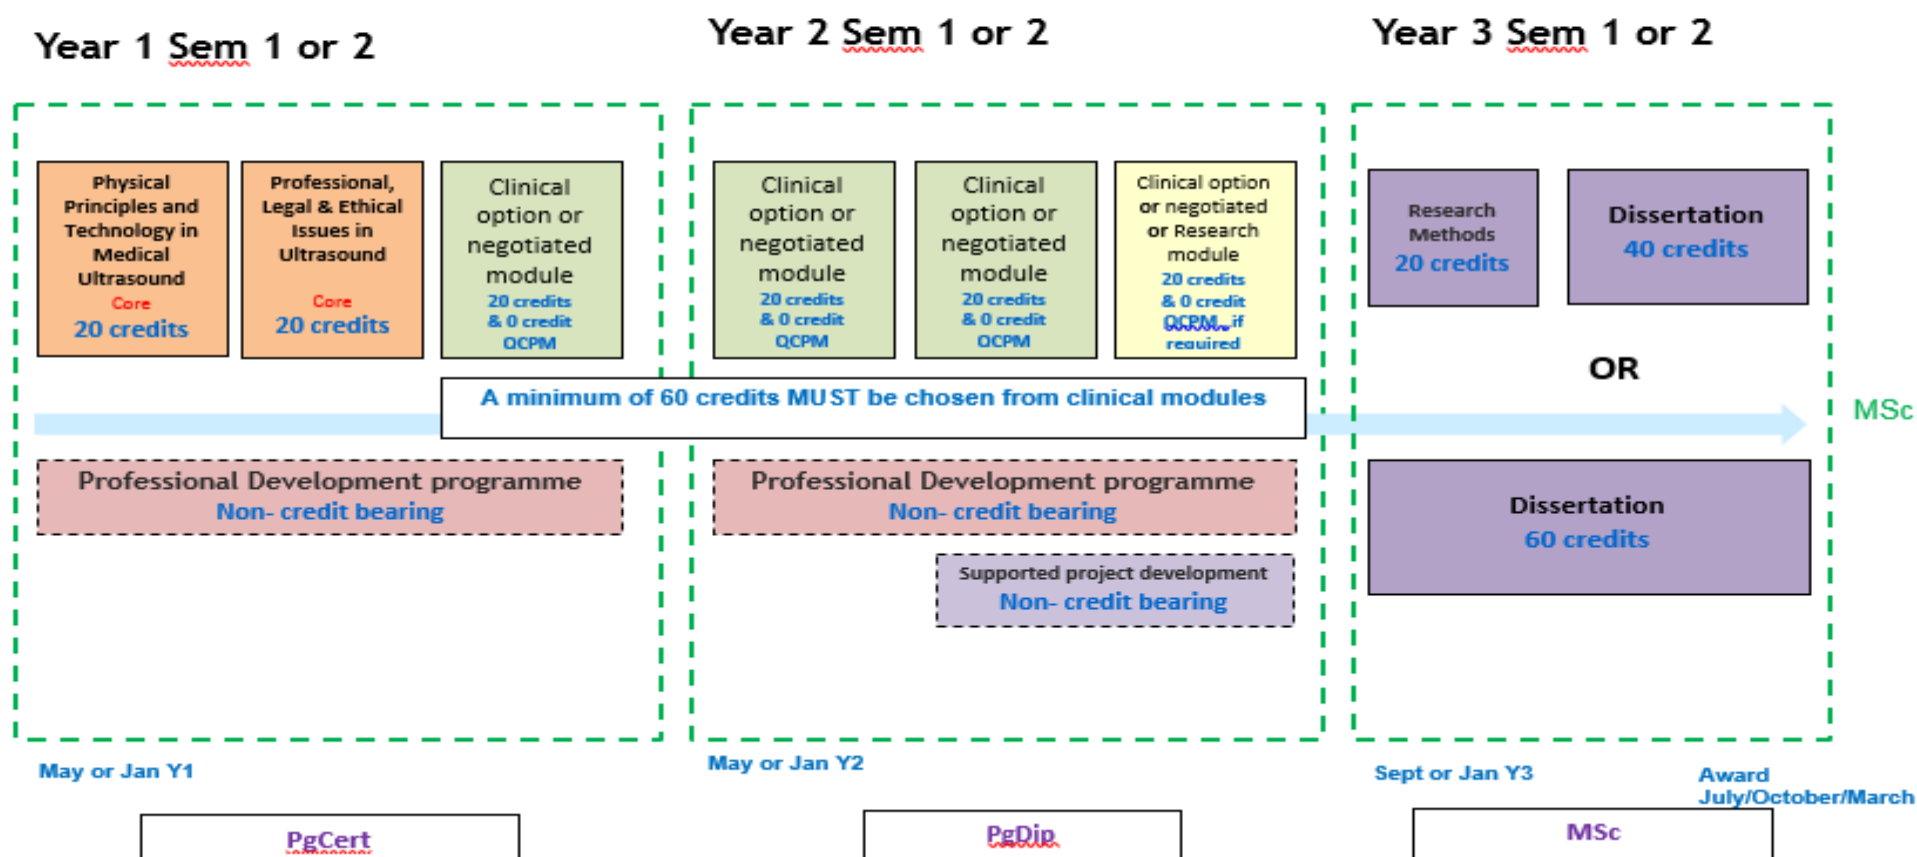 Year 1 Sem 1 or 2
Year 2 Sem 1 or 2
Year 3 Sem 1 or 2
Physical
Principles and
Technology in
Medical
Ultrasound
Core
20 credits
Professional,
Legal & Ethical
Issues in
Ultrasound
Core
20 credits
Clinical
option or
negotiated
module
20 credits
& 0 credit
QCPM
Clinical
option or
negotiated
module
20 credits
& 0 credit
QCPM
Clinical
option or
negotiated
module
20 credits
& 0 credit
QCPM
Clinical option
or negotiated
or Research
module
20 credits
& 0 credit
QCPM if
required
Research
Methods
20 credits
Dissertation
40 credits
OR
A minimum of 60 credits MUST be chosen from clinical modules
MSc
Professional Development programme
Non- credit bearing
Professional Development programme
Non- credit bearing
Supported project development
Non- credit bearing
Dissertation
60 credits
May or Jan Y1
May or Jan Y2
Sept or Jan Y3
Award
July/October/March
PgCert
PgDip
MSc